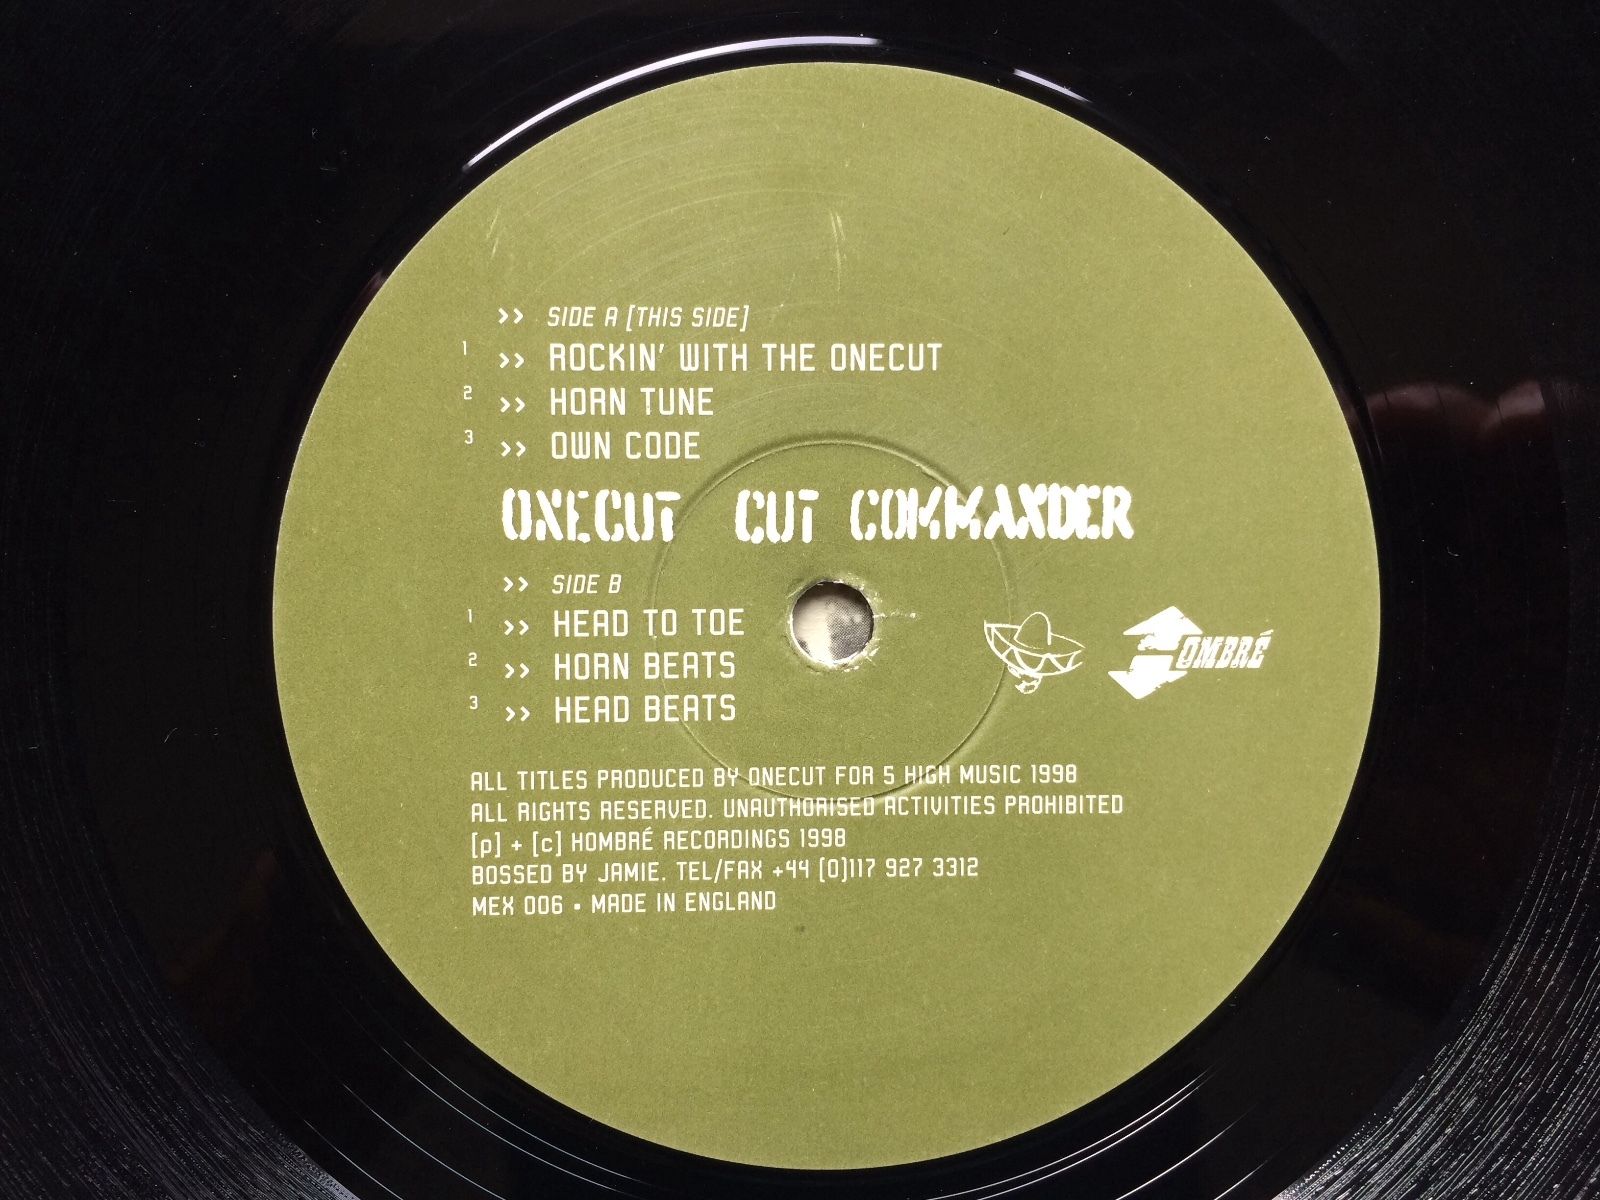 >> SIDE A [THIS SIDE]
1 >> ROCKIN' WITH THE ONECUT
2 >> HORN TUNE
3 >> OWN CODE
ONECUT CUT COMMANDER
>> SIDE B
1 >> HEAD TO TOE
2 >> HORN BEATS
3 >> HEAD BEATS
HOMBRÉ
ALL TITLES PRODUCED BY ONECUT FOR 5 HIGH MUSIC 1998
ALL RIGHTS RESERVED. UNAUTHORISED ACTIVITIES PROHIBITED
[p] + [c] HOMBRÉ RECORDINGS 1998
BOSSED BY JAMIE. TEL/FAX +44 [0]117 927 3312
MEX 006 • MADE IN ENGLAND